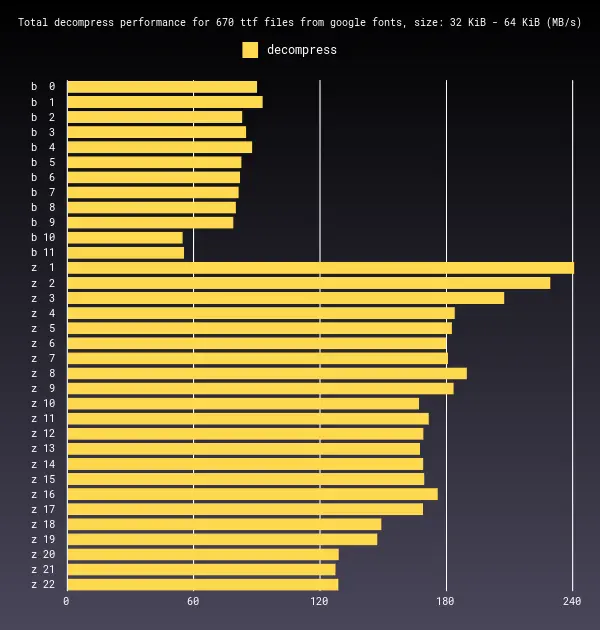 Total decompress performance for 670 ttf files from google fonts, size: 32 KiB - 64 KiB (MB/s)
decompress
b 0
b 1
b 2
b 3
b 4
b 5
b 6
b 7
b 8
b 9
b 10
b 11
z 1
z 2
z 3
z 4
z 5
z 6
z 7
z 8
z 9
z 10
z 11
z 12
z 13
z 14
z 15
z 16
z 17
z 18
z 19
z 20
z 21
z 22
0 60 120 180 240